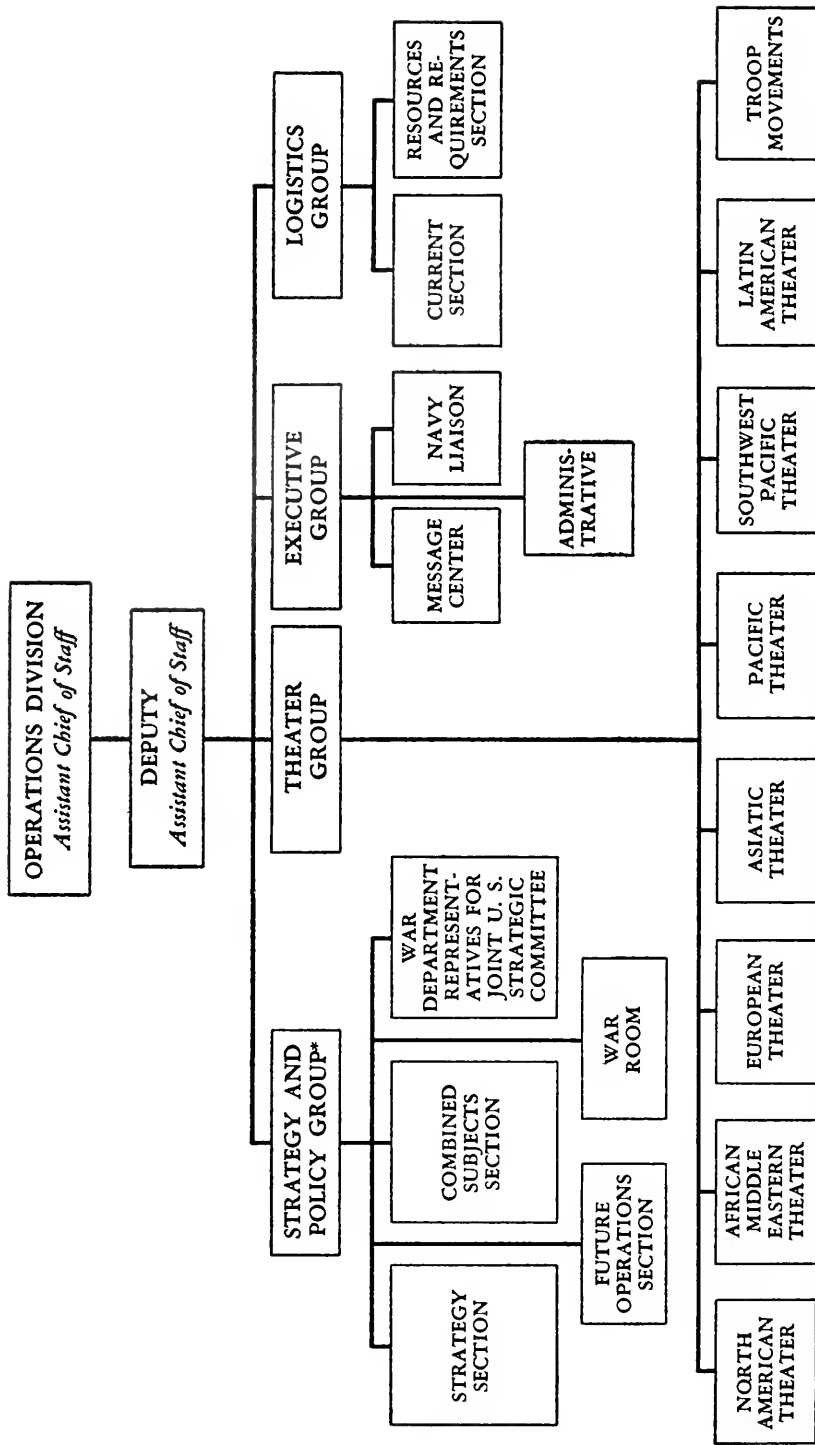 OPERATIONS DIVISION
Assistant Chief of Staff
DEPUTY
Assistant Chief of Staff
STRATEGY AND
POLICY GROUP*
THEATER
GROUP
EXECUTIVE
GROUP
LOGISTICS
GROUP
STRATEGY
SECTION
COMBINED
SUBJECTS
SECTION
WAR
DEPARTMENT
REPRESENT-
ATIVES FOR
JOINT U. S.
STRATEGIC
COMMITTEE
FUTURE
OPERATIONS
SECTION
WAR
ROOM
MESSAGE
CENTER
NAVY
LIAISON
ADMINIS-
TRATIVE
CURRENT
SECTION
RESOURCES
AND RE-
QUIREMENTS
SECTION
NORTH
AMERICAN
THEATER
AFRICAN
MIDDLE
EASTERN
THEATER
EUROPEAN
THEATER
ASIATIC
THEATER
PACIFIC
THEATER
SOUTHWEST
PACIFIC
THEATER
LATIN
AMERICAN
THEATER
TROOP
MOVEMENTS